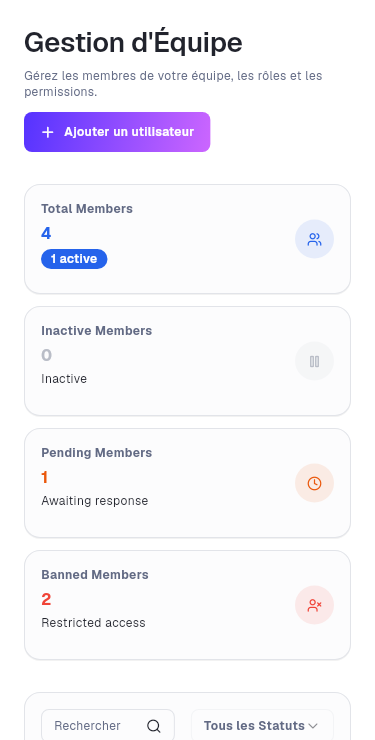 Gestion d'Équipe
Gérez les membres de votre équipe, les rôles et les
permissions.
Ajouter un utilisateur
Total Members
4
1 active
Inactive Members
0
Inactive
Pending Members
1
Awaiting response
Banned Members
2
Restricted access
Rechercher
Tous les Statuts